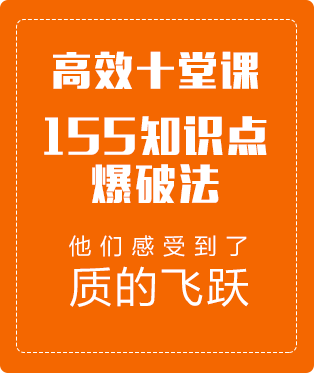 高效十堂课
155知识点
爆破法
他们感受到了
质的飞跃